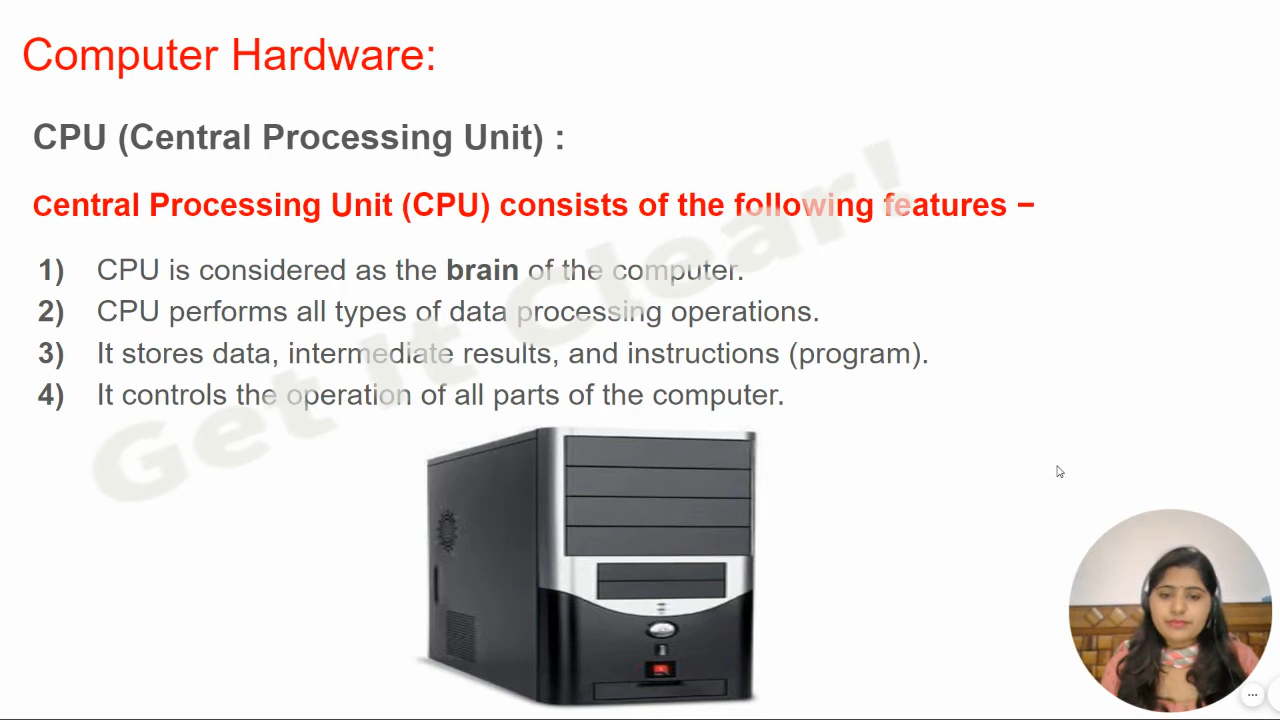 Computer Hardware:
CPU (Central Processing Unit) :
Central Processing Unit (CPU) consists of the following features –
1) CPU is considered as the brain of the computer.
2) CPU performs all types of data processing operations.
3) It stores data, intermediate results, and instructions (program).
4) It controls the operation of all parts of the computer.
Get It Clear!